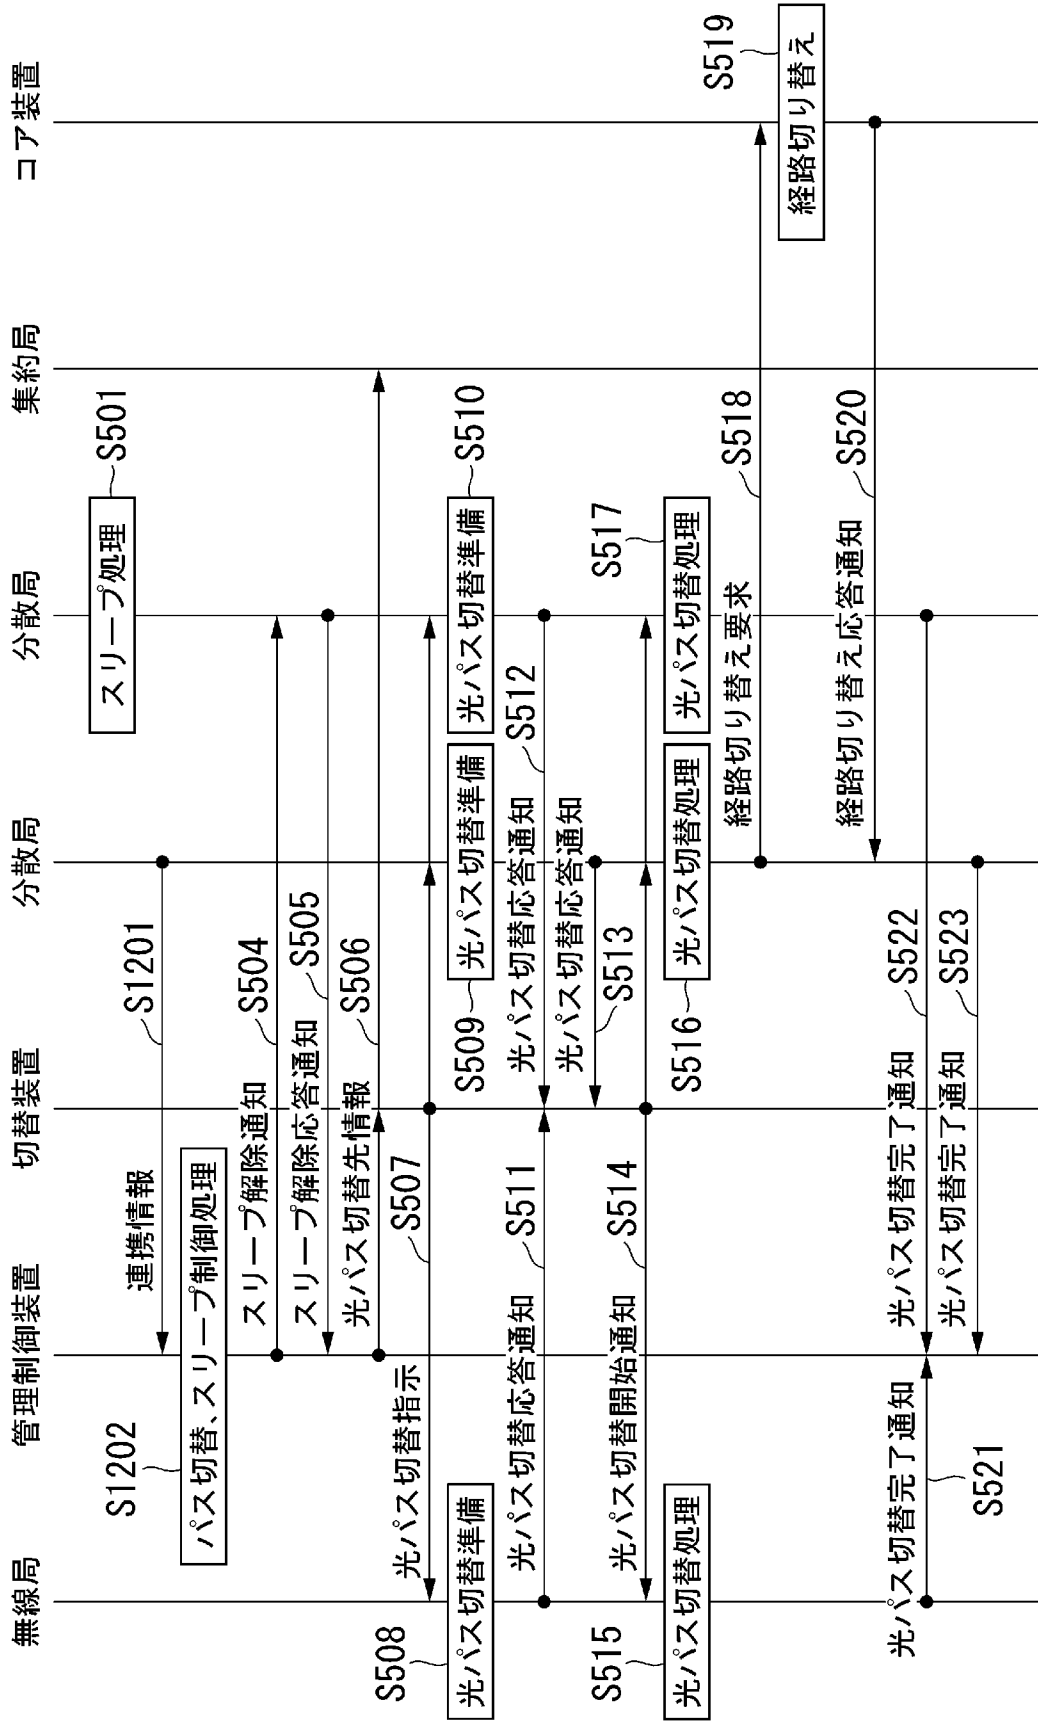 無線局
管理制御装置
切替装置
分散局
分散局
集約局
コア装置
スリープ処理
S501
連携情報
S1201
S1202
パス切替、スリープ制御処理
スリープ解除通知
S504
スリープ解除応答通知
S505
光パス切替先情報
S506
光パス切替指示
S507
S508
光パス切替準備
S509
光パス切替準備
光パス切替準備
S510
光パス切替応答通知
S511
光パス切替応答通知
S512
光パス切替応答通知
S513
光パス切替開始通知
S514
S515
光パス切替処理
S516
光パス切替処理
光パス切替処理
S517
経路切り替え要求
S518
経路切り替え
S519
経路切り替え応答通知
S520
光パス切替完了通知
S521
光パス切替完了通知
S522
光パス切替完了通知
S523